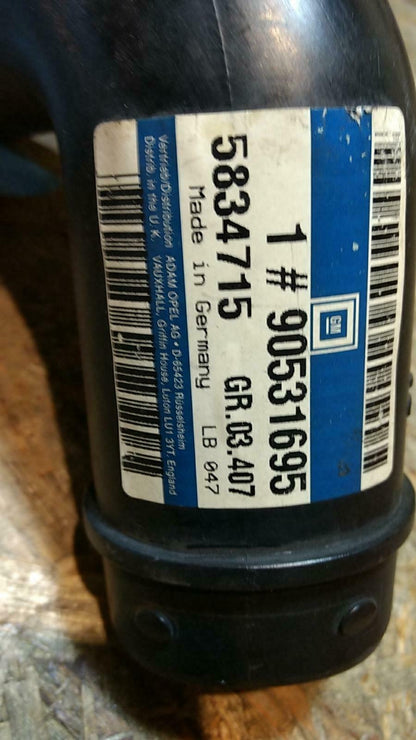 GM
1 # 90531695
5834715 GR.03.407
Made in Germany LB 047
Vertrieb/Distribution ADAM OPEL AG • D-65423 Rüsselsheim
Distrib. in the U. K. VAUXHALL, Griffin House, Luton LU1 3YT, England